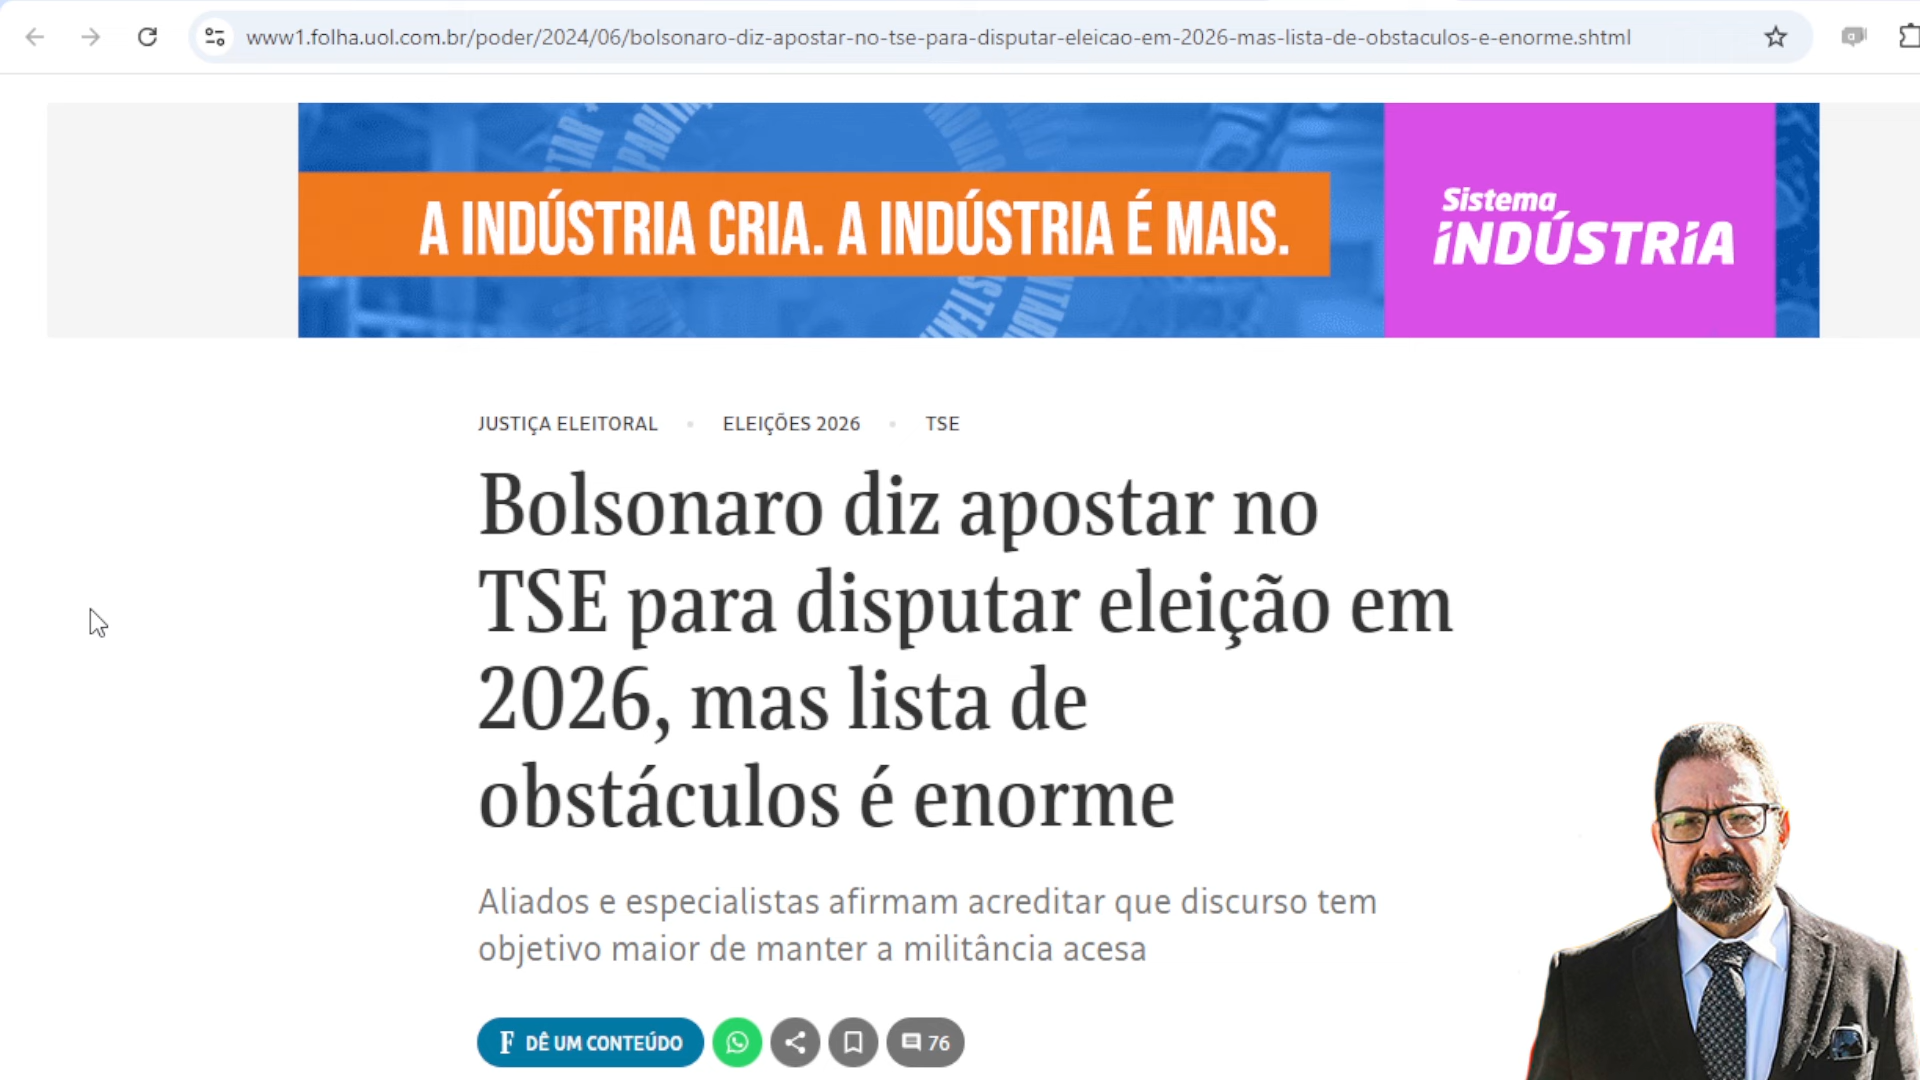 www1.folha.uol.com.br/poder/2024/06/bolsonaro-diz-apostar-no-tse-para-disputar-eleicao-em-2026-mas-lista-de-obstaculos-e-enorme.shtml
A INDÚSTRIA CRIA. A INDÚSTRIA É MAIS.
Sistema
INDÚSTRIA
JUSTIÇA ELEITORAL • ELEIÇÕES 2026 • TSE
Bolsonaro diz apostar no
TSE para disputar eleição em
2026, mas lista de
obstáculos é enorme
Aliados e especialistas afirmam acreditar que discurso tem
objetivo maior de manter a militância acesa
F DÊ UM CONTEÚDO
76